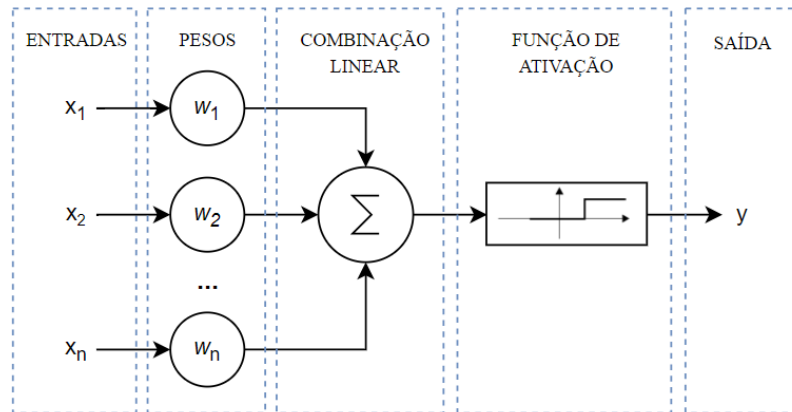 ENTRADAS
PESOS
COMBINAÇÃO
LINEAR
FUNÇÃO DE
ATIVAÇÃO
SAÍDA
x1
w1
x2
w2
Σ
y
...
xn
wn